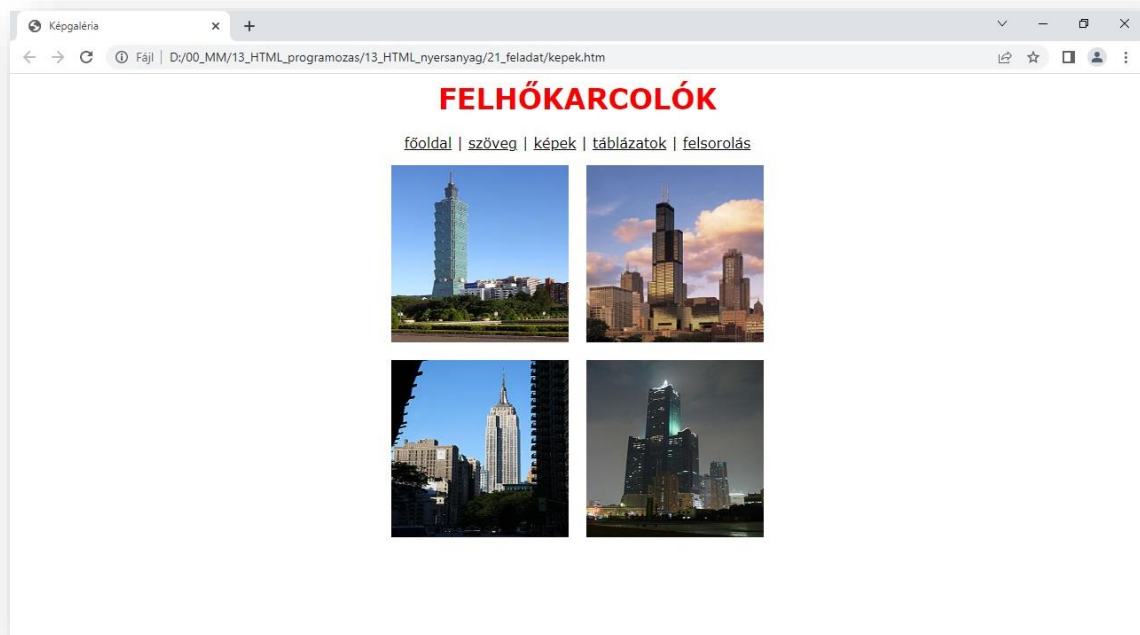 Képgaléria
Fájl | D:/00_MM/13_HTML_programozas/13_HTML_nyersanyag/21_feladat/kepek.htm
FELHŐKARCOLÓK
főoldal | szöveg | képek | táblázatok | felsorolás